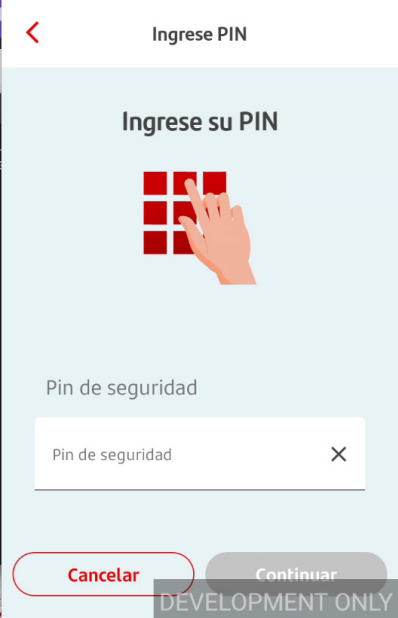 Ingrese PIN
Ingrese su PIN
Pin de seguridad
Pin de seguridad
Cancelar
Continuar
DEVELOPMENT ONLY